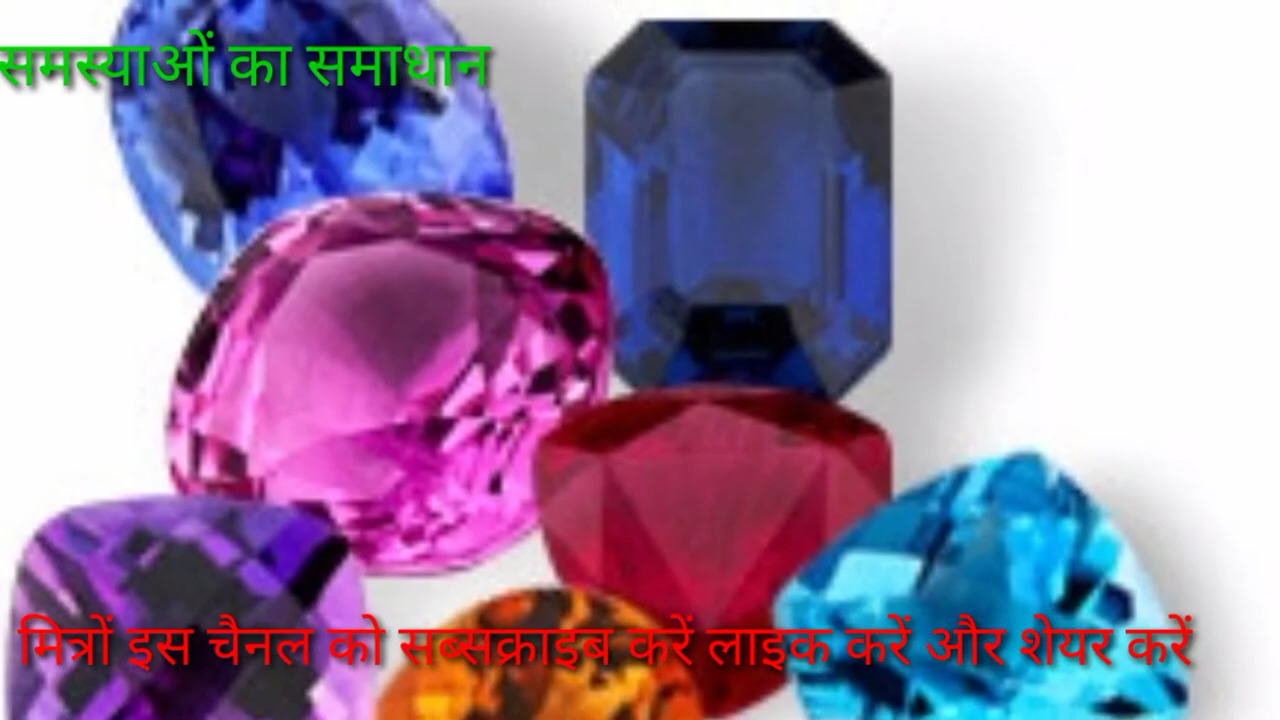 समस्याओं का समाधान
मित्रों इस चैनल को सब्सक्राइब करें लाइक करें और शेयर करें